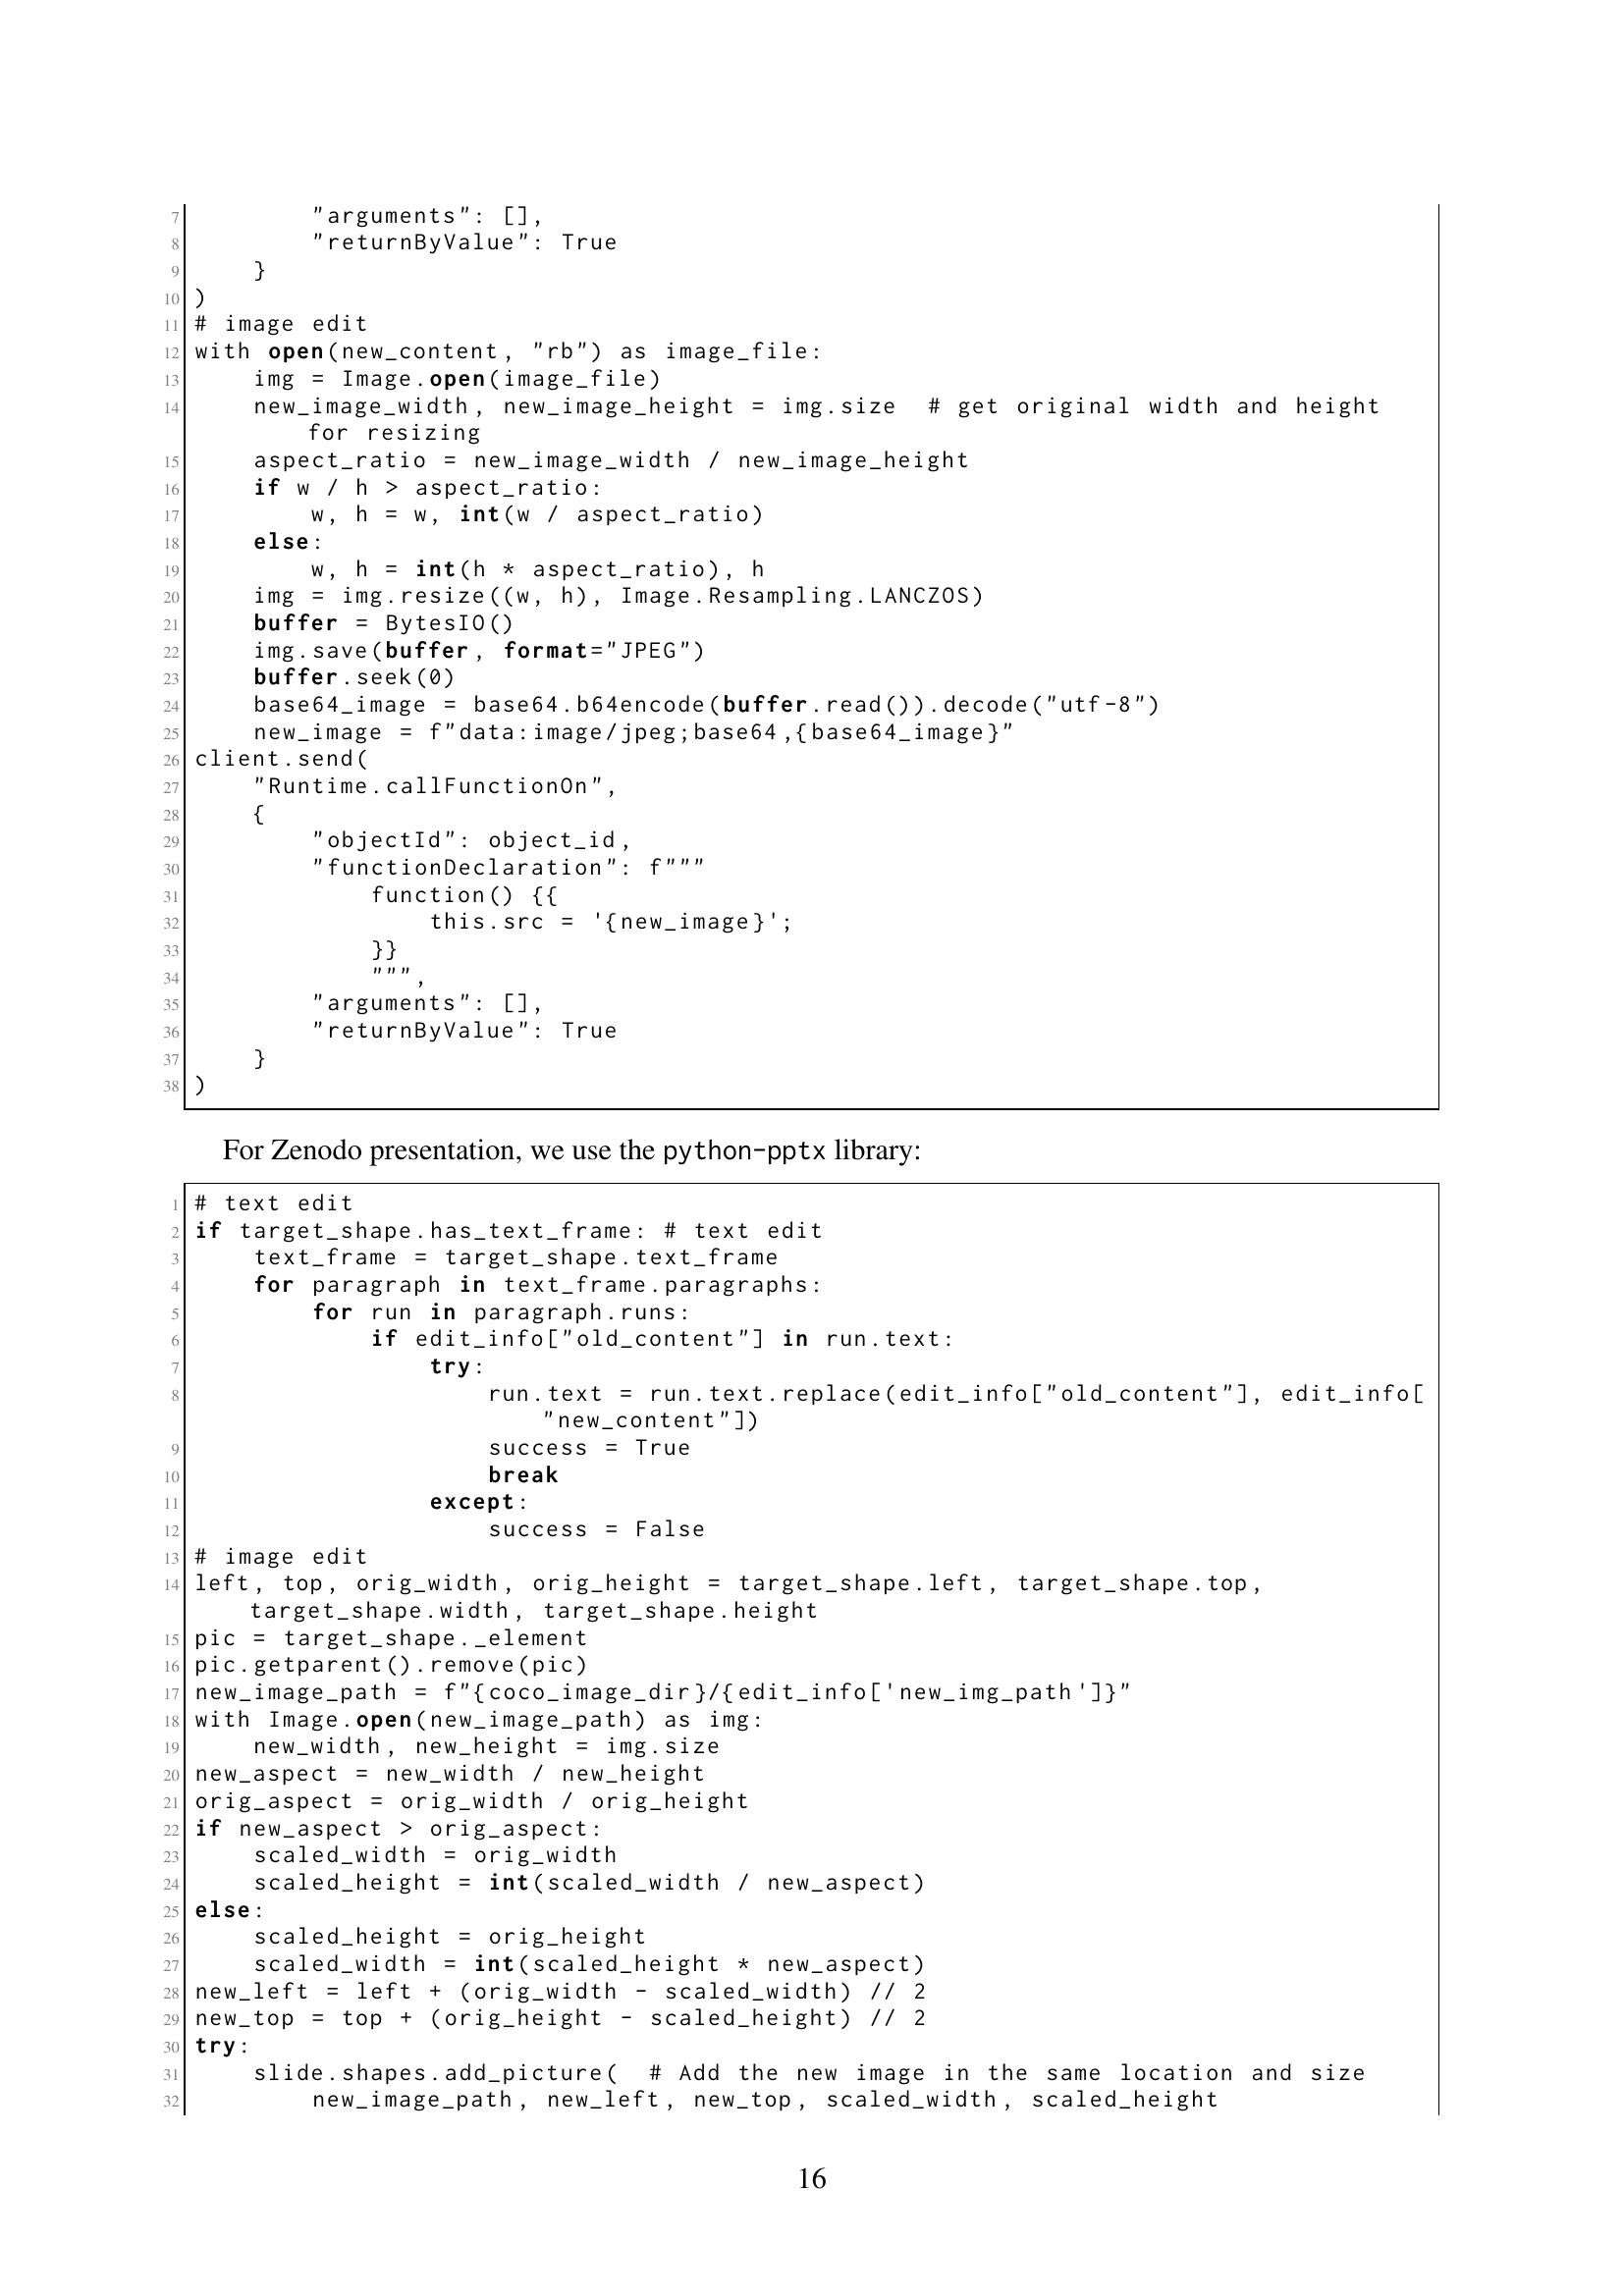 7         "arguments": [],
8         "returnByValue": True
9     }
10 )
11 # image edit
12 with open(new_content, "rb") as image_file:
13     img = Image.open(image_file)
14     new_image_width, new_image_height = img.size  # get original width and height
        for resizing
15     aspect_ratio = new_image_width / new_image_height
16     if w / h > aspect_ratio:
17         w, h = w, int(w / aspect_ratio)
18     else:
19         w, h = int(h * aspect_ratio), h
20     img = img.resize((w, h), Image.Resampling.LANCZOS)
21     buffer = BytesIO()
22     img.save(buffer, format="JPEG")
23     buffer.seek(0)
24     base64_image = base64.b64encode(buffer.read()).decode("utf-8")
25     new_image = f"data:image/jpeg;base64,{base64_image}"
26 client.send(
27     "Runtime.callFunctionOn",
28     {
29         "objectId": object_id,
30         "functionDeclaration": f"""
31             function() {{
32                 this.src = '{new_image}';
33             }}
34             """,
35         "arguments": [],
36         "returnByValue": True
37     }
38 )
For Zenodo presentation, we use the python-pptx library:
1 # text edit
2 if target_shape.has_text_frame: # text edit
3     text_frame = target_shape.text_frame
4     for paragraph in text_frame.paragraphs:
5         for run in paragraph.runs:
6             if edit_info["old_content"] in run.text:
7                 try:
8                     run.text = run.text.replace(edit_info["old_content"], edit_info[
                        "new_content"])
9                     success = True
10                     break
11                 except:
12                     success = False
13 # image edit
14 left, top, orig_width, orig_height = target_shape.left, target_shape.top,
    target_shape.width, target_shape.height
15 pic = target_shape._element
16 pic.getparent().remove(pic)
17 new_image_path = f"{coco_image_dir}/{edit_info['new_img_path']}"
18 with Image.open(new_image_path) as img:
19     new_width, new_height = img.size
20 new_aspect = new_width / new_height
21 orig_aspect = orig_width / orig_height
22 if new_aspect > orig_aspect:
23     scaled_width = orig_width
24     scaled_height = int(scaled_width / new_aspect)
25 else:
26     scaled_height = orig_height
27     scaled_width = int(scaled_height * new_aspect)
28 new_left = left + (orig_width - scaled_width) // 2
29 new_top = top + (orig_height - scaled_height) // 2
30 try:
31     slide.shapes.add_picture(  # Add the new image in the same location and size
32         new_image_path, new_left, new_top, scaled_width, scaled_height
16